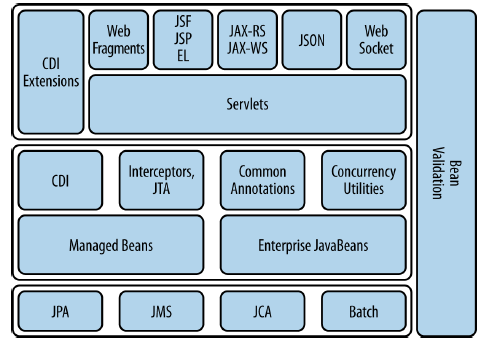 CDI
Extensions
Web
Fragments
JSF
JSP
EL
JAX-RS
JAX-WS
JSON
Web
Socket
Servlets
CDI
Interceptors,
JTA
Common
Annotations
Concurrency
Utilities
Managed Beans
Enterprise JavaBeans
JPA
JMS
JCA
Batch
Bean
Validation